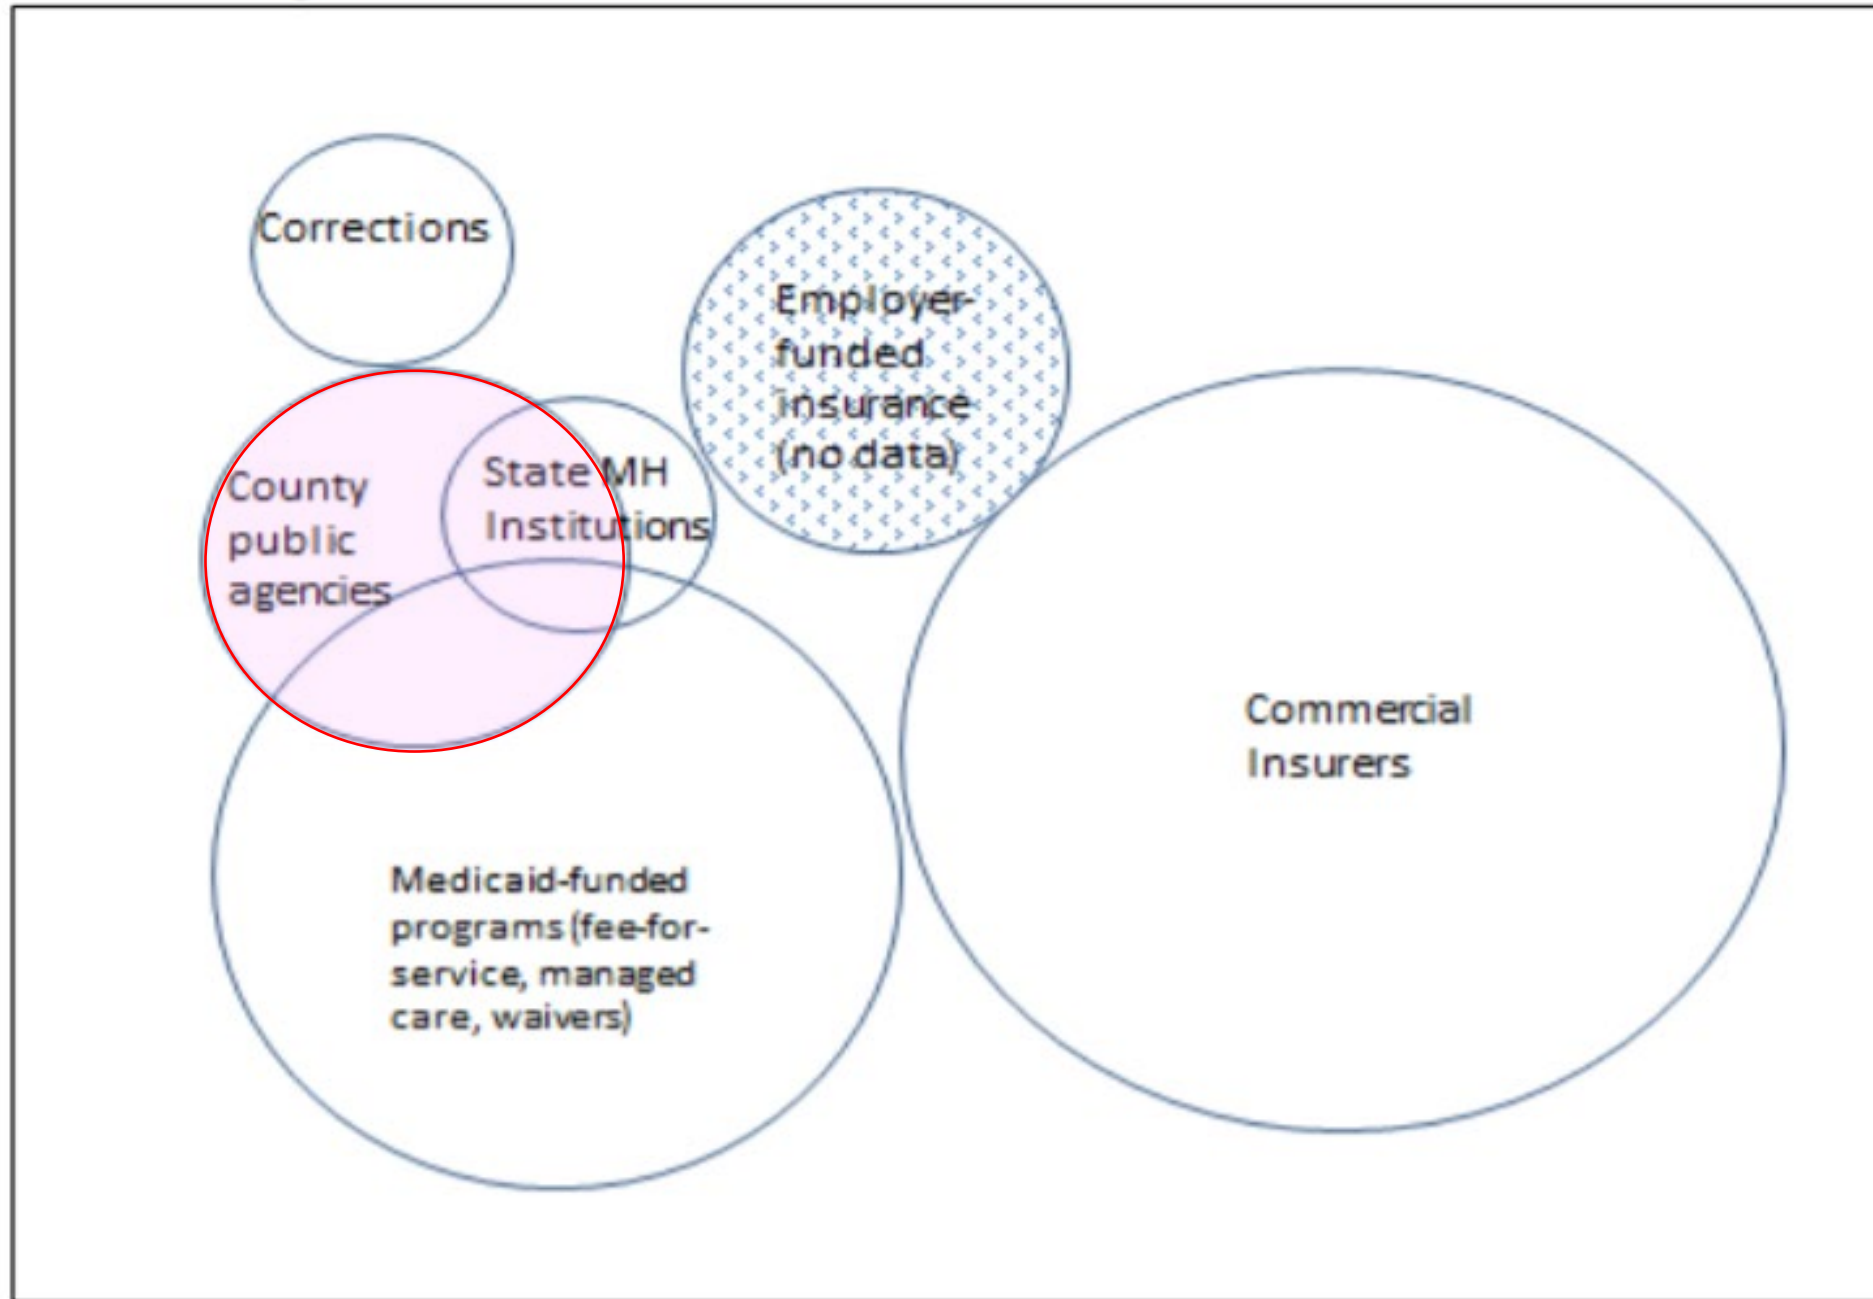 Corrections
Employer-
funded
insurance
(no data)
County
public
agencies
State MH
Institutions
Commercial
Insurers
Medicaid-funded
programs (fee-for-
service, managed
care, waivers)